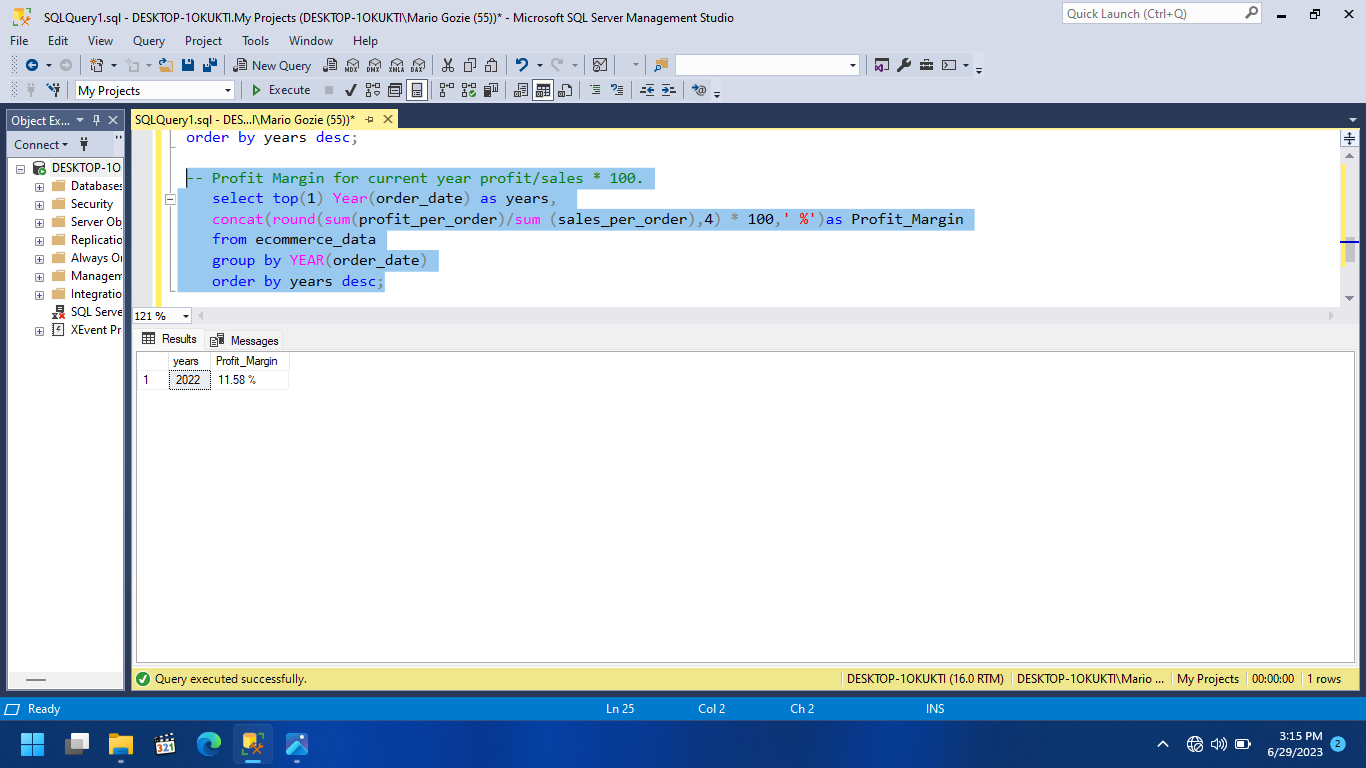 SQLQuery1.sql - DESKTOP-1OKUKTI.My Projects (DESKTOP-1OKUKTI\Mario Gozie (55))* - Microsoft SQL Server Management Studio
Quick Launch (Ctrl+Q)
File Edit View Query Project Tools Window Help
New Query
MDX DMX XMLA DAX
My Projects
Execute
Object Ex...
SQLQuery1.sql - DES...I\Mario Gozie (55))*
Connect
DESKTOP-1O
Databases
Security
Server Ob
Replicatio
Always O
Managem
Integratio
SQL Serve
XEvent Pr
order by years desc;
-- Profit Margin for current year profit/sales * 100.
select top(1) Year(order_date) as years,
concat(round(sum(profit_per_order)/sum (sales_per_order),4) * 100,' %')as Profit_Margin
from ecommerce_data
group by YEAR(order_date)
order by years desc;
121 %
Results Messages
years Profit_Margin
1 2022 11.58 %
Query executed successfully.
DESKTOP-1OKUKTI (16.0 RTM) DESKTOP-1OKUKTI\Mario ... My Projects 00:00:00 1 rows
Ready Ln 25 Col 2 Ch 2 INS
321
3:15 PM
6/29/2023
2